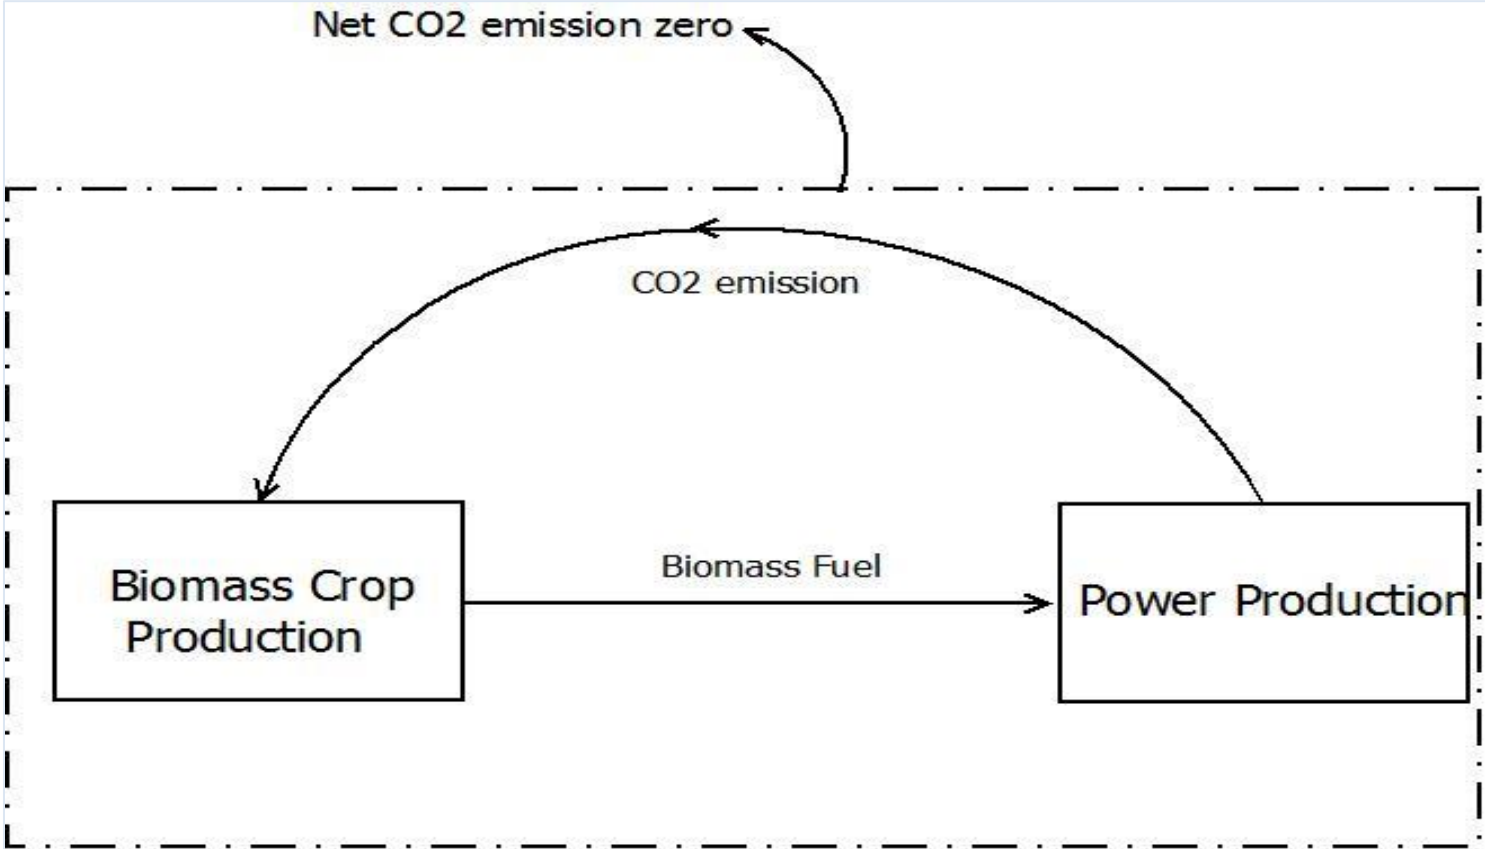 Net CO2 emission zero
CO2 emission
Biomass Fuel
Biomass Crop
Production
Power Production